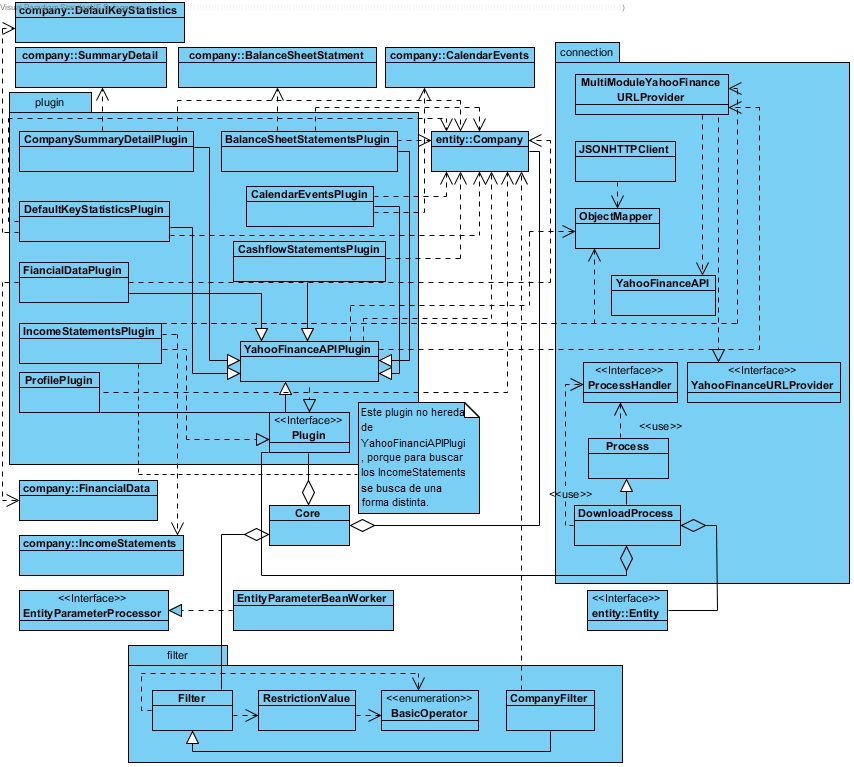 company::DefaulKeyStatistics
company::SummaryDetail
company::BalanceSheetStatment
company::CalendarEvents
connection
MultiModuleYahooFinance
URLProvider
plugin
CompanySummaryDetailPlugin
BalanceSheetStatementsPlugin
entity::Company
JSONHTTPClient
CalendarEventsPlugin
DefaultKeyStatisticsPlugin
ObjectMapper
CashflowStatementsPlugin
FiancialDataPlugin
YahooFinanceAPI
IncomeStatementsPlugin
YahooFinanceAPIPlugin
<<Interface>>
ProcessHandler
<<Interface>>
YahooFinanceURLProvider
ProfilePlugin
<<Interface>>
Plugin
Este plugin no hereda
de
YahooFinanciAPIPlugi
, porque para buscar
los IncomeStatements
se busca de una
forma distinta.
<<use>>
Process
company::FinancialData
<<use>>
Core
DownloadProcess
company::IncomeStatements
<<Interface>>
EntityParameterProcessor
EntityParameterBeanWorker
<<Interface>>
entity::Entity
filter
Filter
RestrictionValue
<<enumeration>>
BasicOperator
CompanyFilter